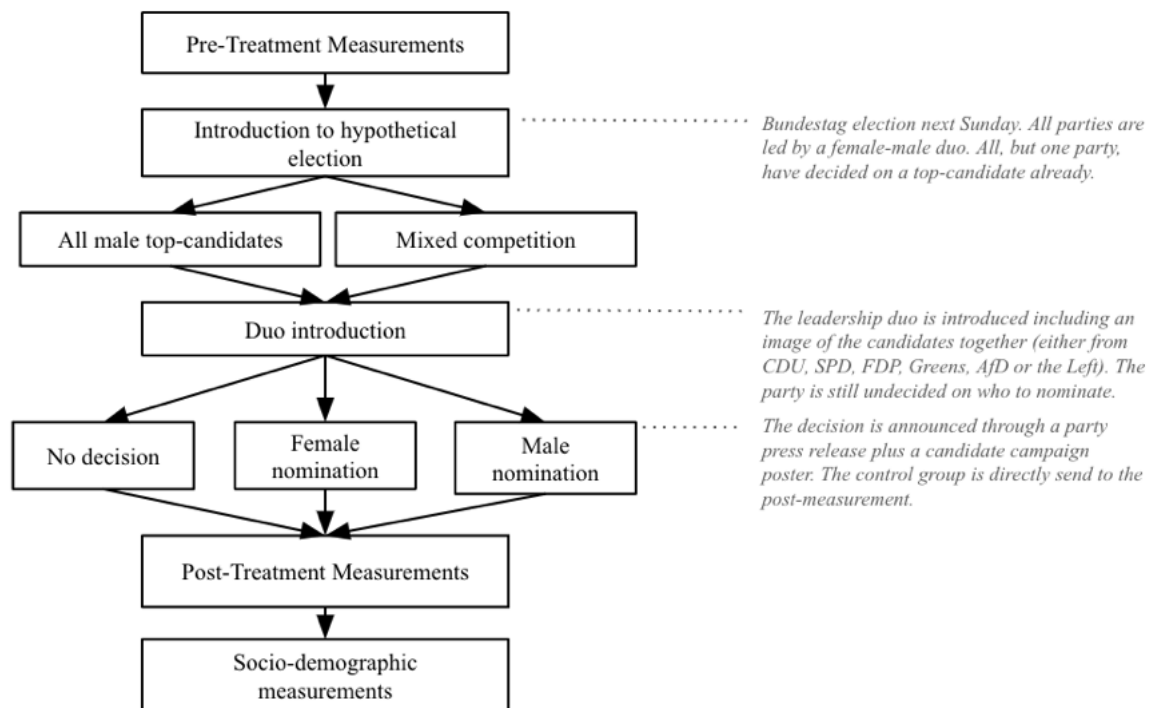 Pre-Treatment Measurements
Introduction to hypothetical
election
Bundestag election next Sunday. All parties are
led by a female-male duo. All, but one party,
have decided on a top-candidate already.
All male top-candidates
Mixed competition
Duo introduction
The leadership duo is introduced including an
image of the candidates together (either from
CDU, SPD, FDP, Greens, AfD or the Left). The
party is still undecided on who to nominate.
No decision
Female
nomination
Male
nomination
The decision is announced through a party
press release plus a candidate campaign
poster. The control group is directly send to the
post-measurement.
Post-Treatment Measurements
Socio-demographic
measurements